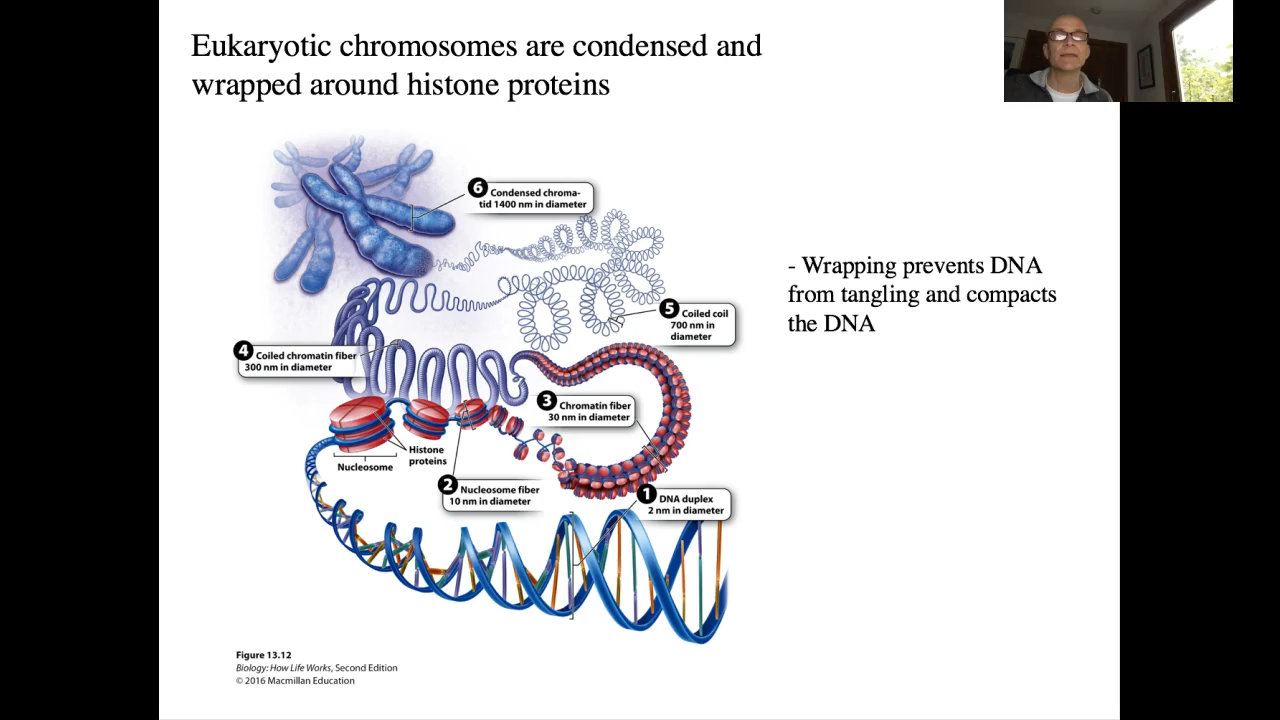 Eukaryotic chromosomes are condensed and
wrapped around histone proteins
6 Condensed chroma-
tid 1400 nm in diameter
- Wrapping prevents DNA
from tangling and compacts
the DNA
5 Coiled coil
700 nm in
diameter
4 Coiled chromatin fiber
300 nm in diameter
3 Chromatin fiber
30 nm in diameter
Histone
proteins
Nucleosome
2 Nucleosome fiber
10 nm in diameter
1 DNA duplex
2 nm in diameter
Figure 13.12
Biology: How Life Works, Second Edition
© 2016 Macmillan Education